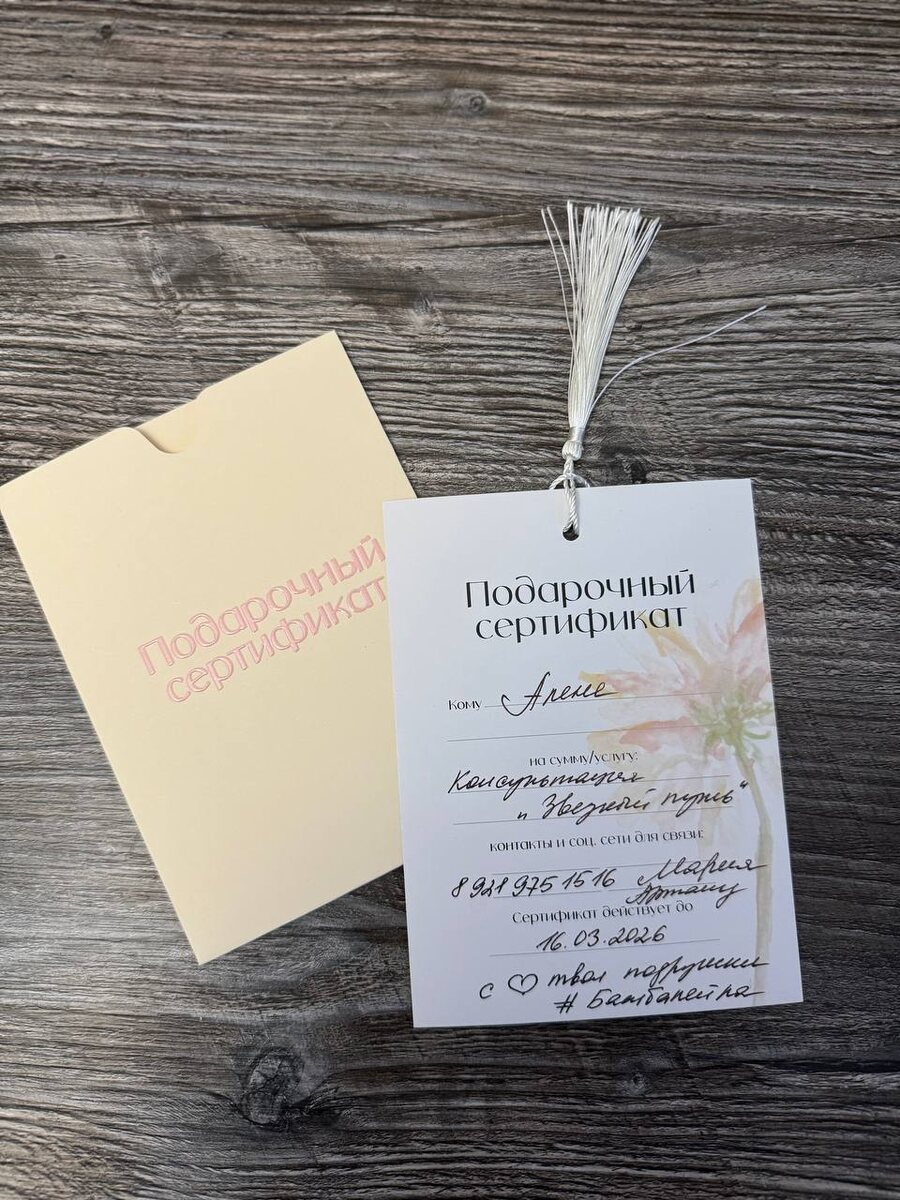 Подарочный
сертификат
Подарочный
сертификат
Кому Алене
на сумму/услугу:
Консультация
„ Звездный путь"
контакты и соц. сети для связи:
8 921 975 15 16 Мария
Сертификат действует до
16.03.2026
с ♡ твои подружки